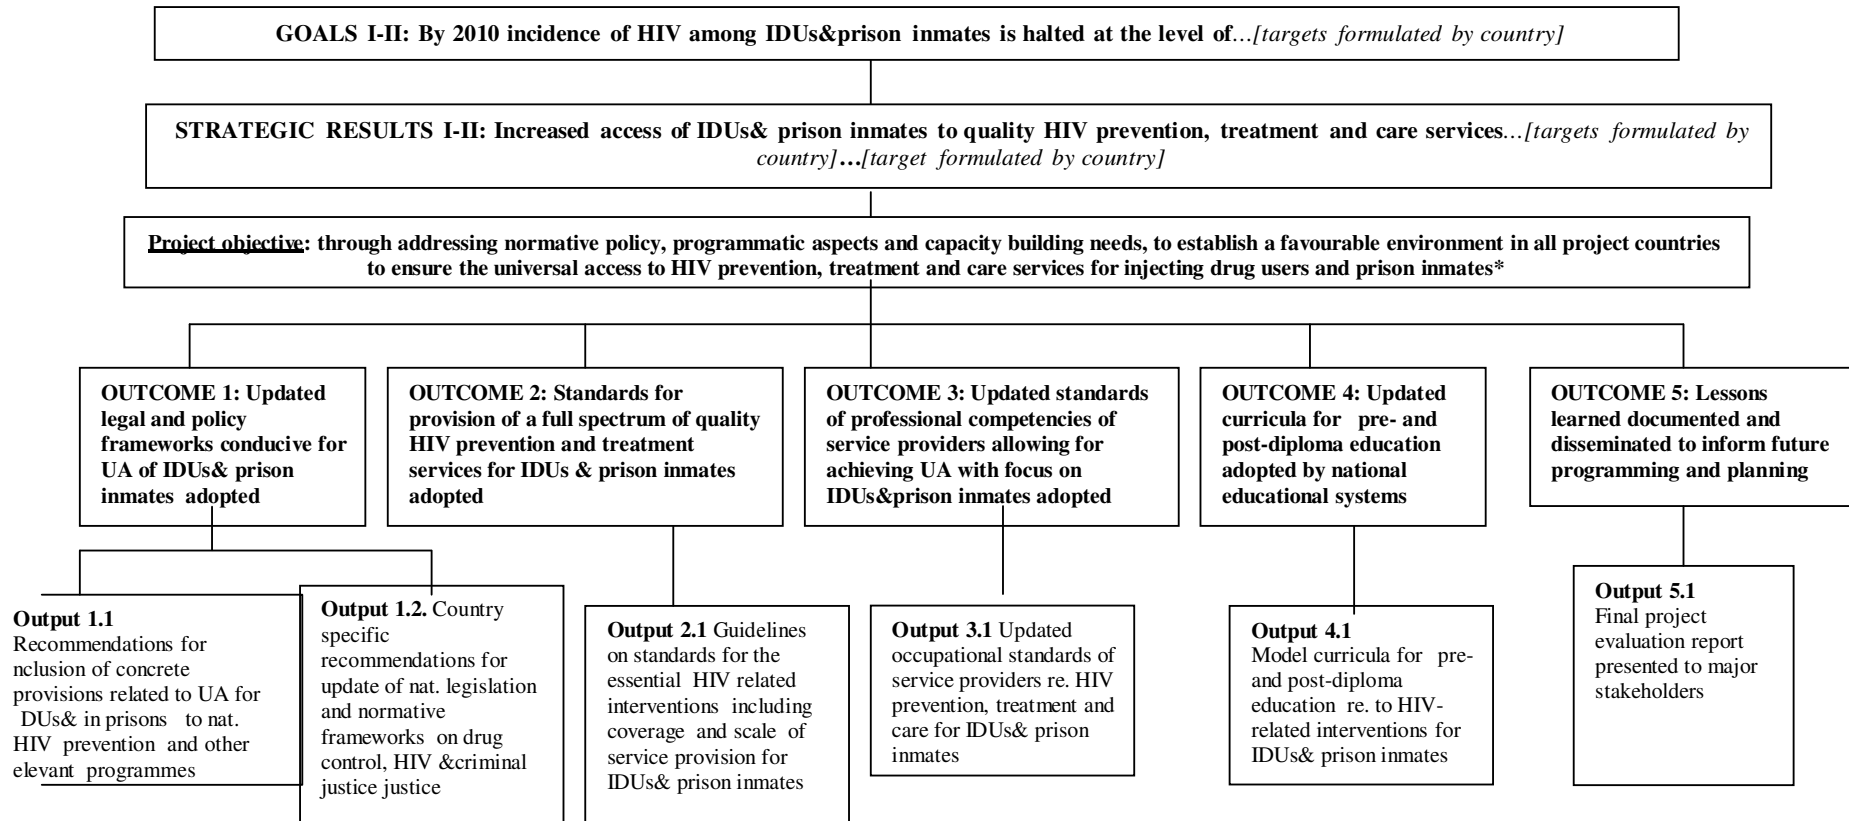 GOALS I-II: By 2010 incidence of HIV among IDUs&prison inmates is halted at the level of…[targets formulated by country]
STRATEGIC RESULTS I-II: Increased access of IDUs& prison inmates to quality HIV prevention, treatment and care services…[targets formulated by
country]…[target formulated by country]
Project objective: through addressing normative policy, programmatic aspects and capacity building needs, to establish a favourable environment in all project countries
to ensure the universal access to HIV prevention, treatment and care services for injecting drug users and prison inmates*
OUTCOME 1: Updated
legal and policy
frameworks conducive for
UA of IDUs& prison
inmates adopted
OUTCOME 2: Standards for
provision of a full spectrum of quality
HIV prevention and treatment
services for IDUs & prison inmates
adopted
OUTCOME 3: Updated standards
of professional competencies of
service providers allowing for
achieving UA with focus on
IDUs&prison inmates adopted
OUTCOME 4: Updated
curricula for pre- and
post-diploma education
adopted by national
educational systems
OUTCOME 5: Lessons
learned documented and
disseminated to inform future
programming and planning
Output 1.1
Recommendations for
nclusion of concrete
provisions related to UA for
DUs& in prisons to nat.
HIV prevention and other
elevant programmes
Output 1.2. Country
specific
recommendations for
update of nat. legislation
and normative
frameworks on drug
control, HIV &criminal
justice justice
Output 2.1 Guidelines
on standards for the
essential HIV related
interventions including
coverage and scale of
service provision for
IDUs& prison inmates
Output 3.1 Updated
occupational standards of
service providers re. HIV
prevention, treatment and
care for IDUs& prison
inmates
Output 4.1
Model curricula for pre-
and post-diploma
education re. to HIV-
related interventions for
IDUs& prison inmates
Output 5.1
Final project
evaluation report
presented to major
stakeholders